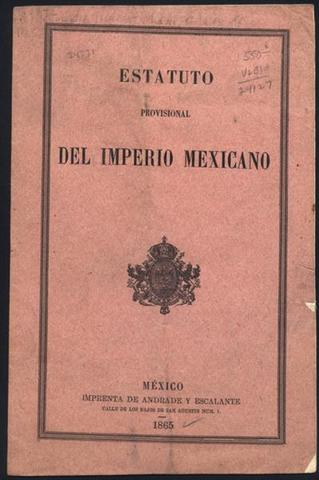 ESTATUTO
PROVISIONAL
DEL IMPERIO MEXICANO
MÉXICO
IMPRENTA DE ANDRADE Y ESCALANTE
CALLE DE LOS BAJOS DE SAN AGUSTIN NUM. 1.
1865